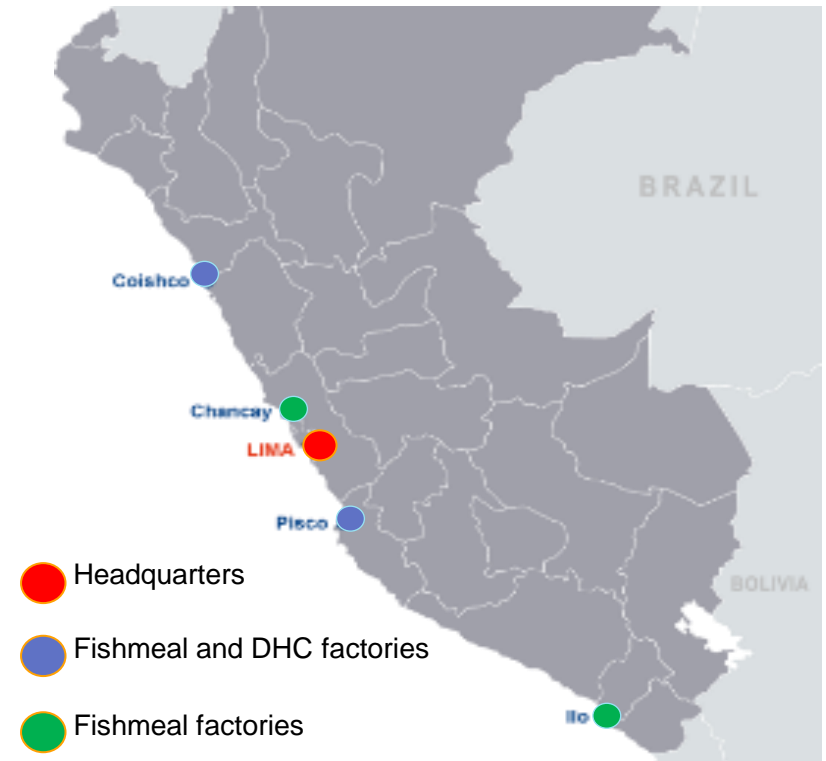 BRAZIL
Coishco
Chancay
LIMA
Pisco
Headquarters
BOLIVIA
Fishmeal and DHC factories
Ilo
Fishmeal factories